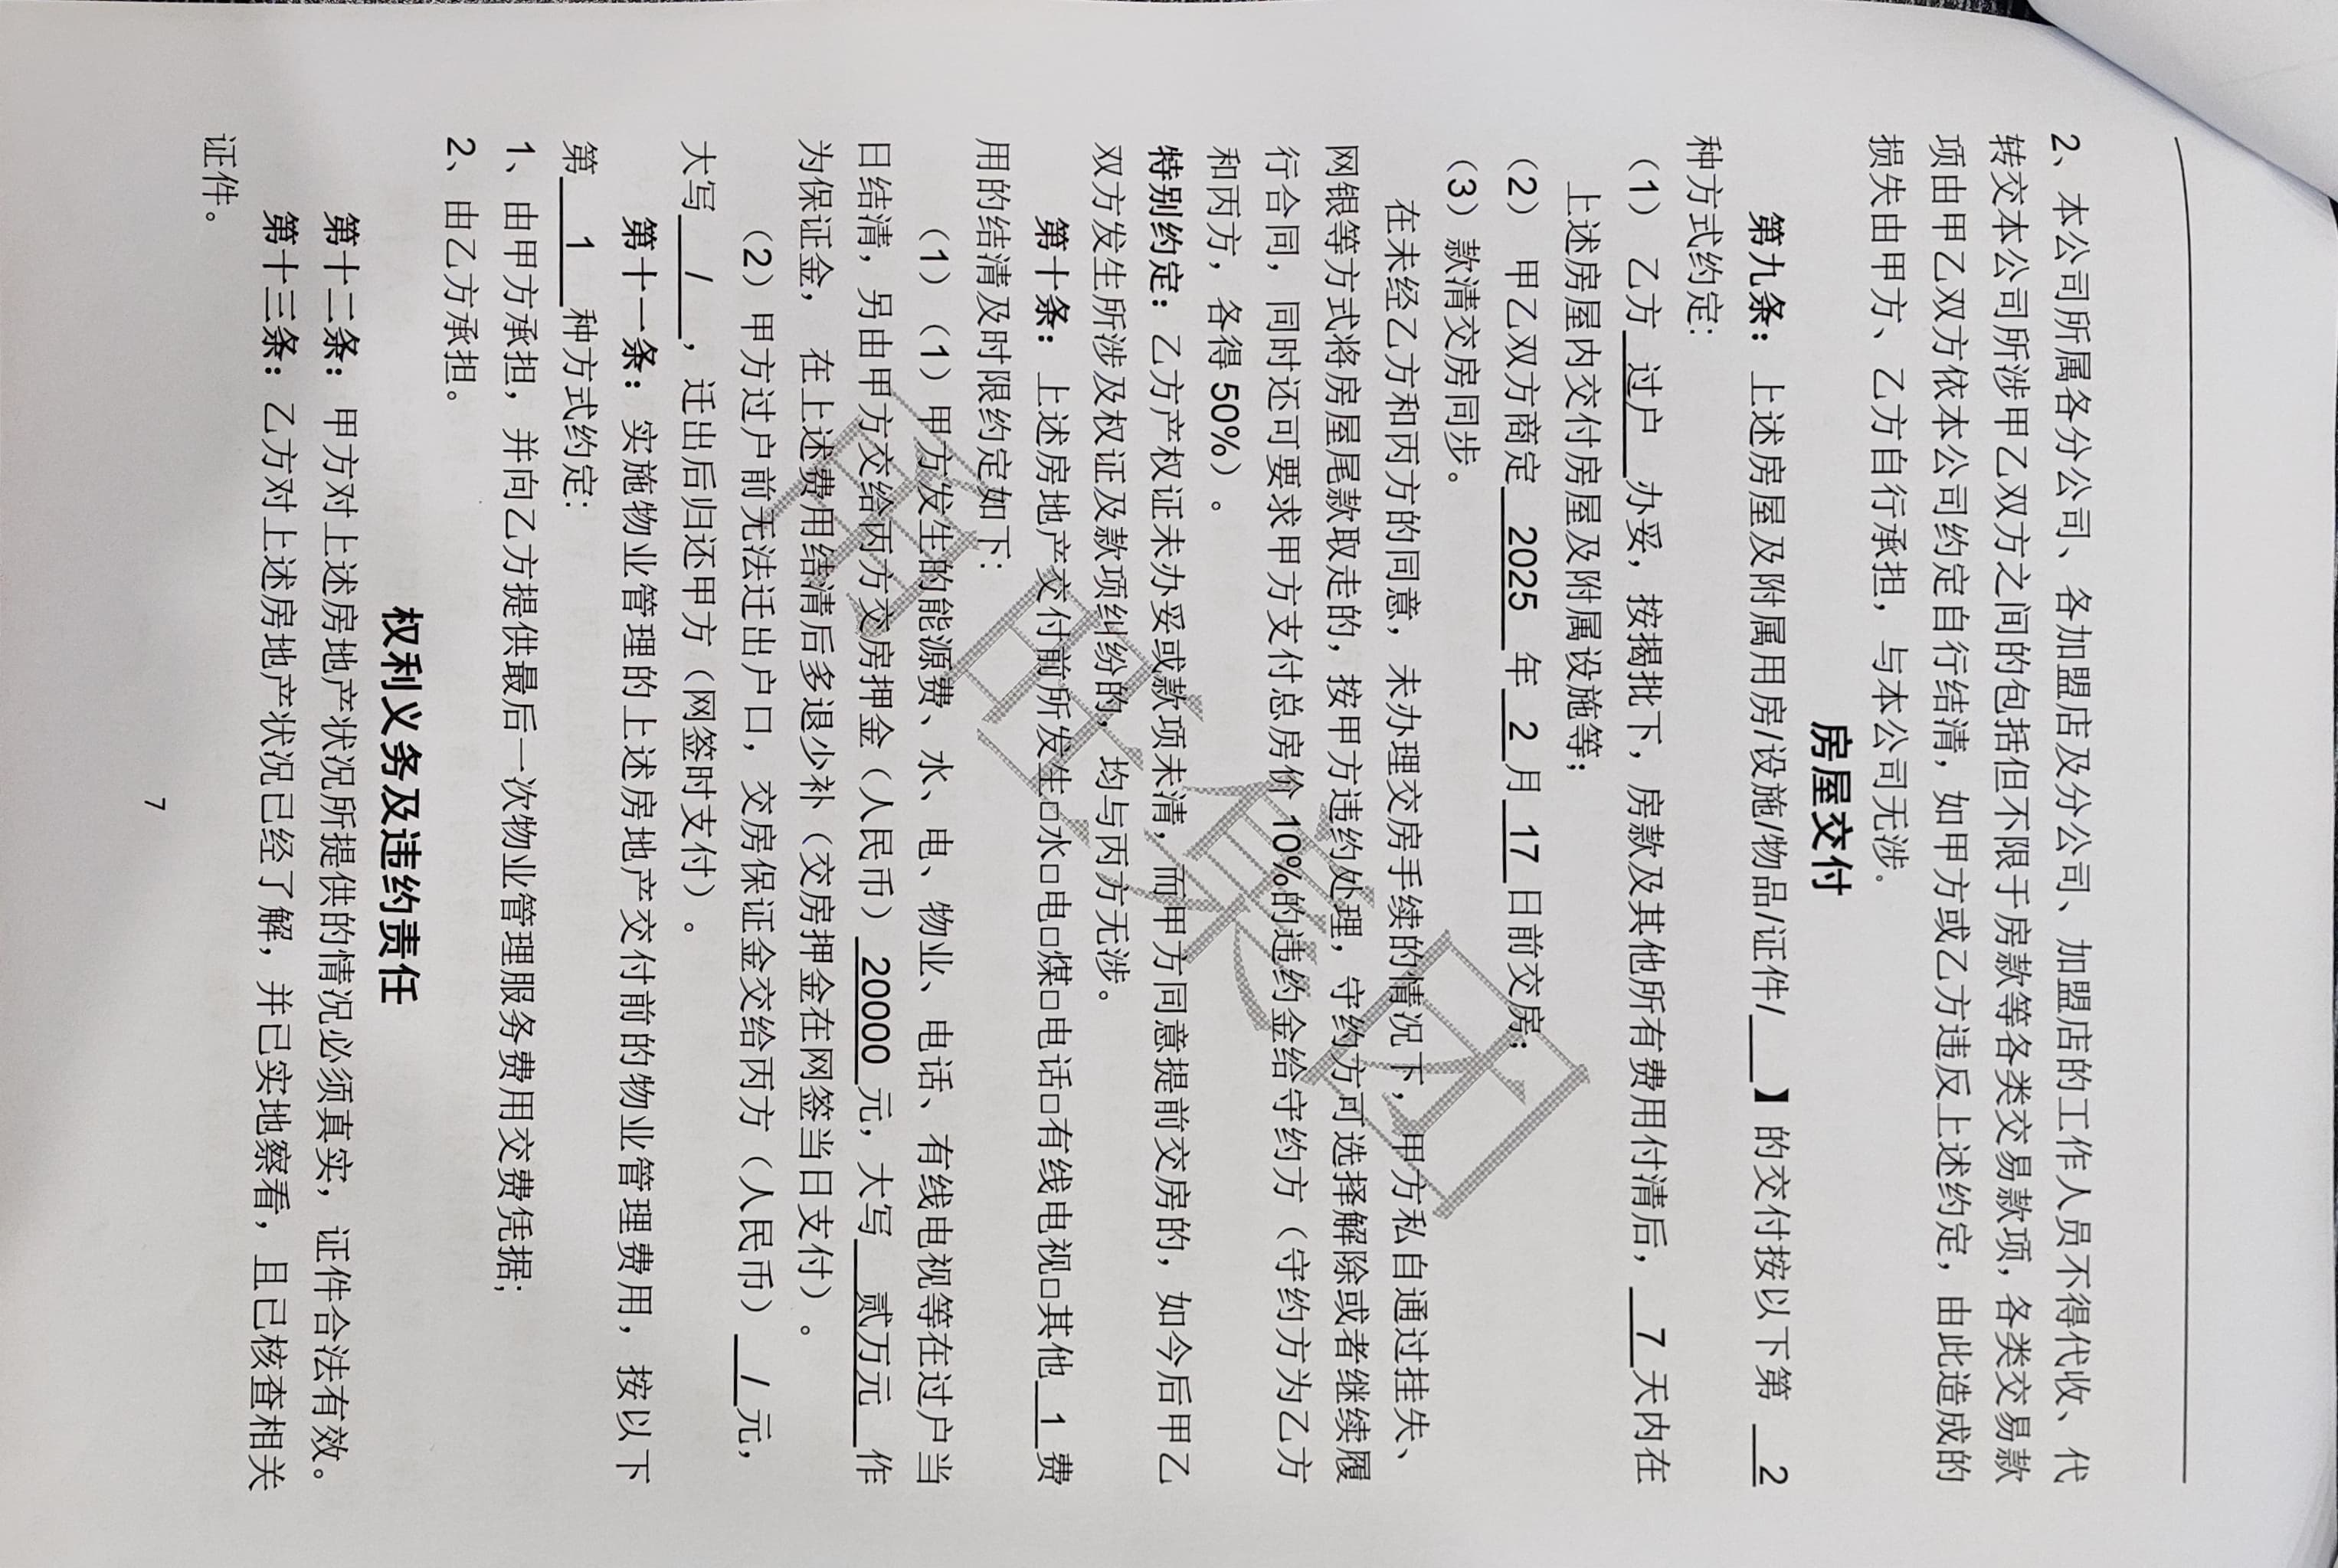 2、本公司所属各分公司、各加盟店及分公司、加盟店的工作人员不得代收、代
转交本公司所涉甲乙双方之间的包括但不限于房款等各类交易款项，各类交易款
项由甲乙双方依本公司约定自行结清，如甲方或乙方违反上述约定，由此造成的
损失由甲方、乙方自行承担，与本公司无涉.
房屋交付
第九条：上述房屋及附属用房/设施/物品/证件/___】的交付按以下第 2
种方式约定：
（1）乙方 过户 办妥，按揭批下，房款及其他所有费用付清后， 7 天内在
上述房屋内交付房屋及附属设施等；
（2） 甲乙双方商定 2025 年 2 月 17 日前交房；
（3）款清交房同步。
在未经乙方和丙方的同意，未办理交房手续的情况下，甲方私自通过挂失、
网银等方式将房屋尾款取走的，按甲方违约处理，守约方可选择解除或者继续履
行合同，同时还可要求甲方支付总房价 10%的违约金给守约方（守约方为乙方
和丙方，各得 50%）。
特别约定：乙方产权证未办妥或款项未清，而甲方同意提前交房的，如今后甲乙
双方发生所涉及权证及款项纠纷的，均与丙方无涉。
第十条：上述房地产交付前所发生□水□电□煤□电话□有线电视□其他 1 费
用的结清及时限约定如下：
（1）（1）甲方发生的能源费、水、电、物业、电话、有线电视等在过户当
日结清，另由甲方交给丙方交房押金（人民币） 20000 元，大写 贰万元 作
为保证金， 在上述费用结清后多退少补（交房押金在网签当日支付）。
（2）甲方过户前无法迁出户口，交房保证金交给丙方（人民币） / 元，
大写 / ，迁出后归还甲方（网签时支付）。
第十一条：实施物业管理的上述房地产交付前的物业管理费用，按以下
第 1 种方式约定：
1、由甲方承担，并向乙方提供最后一次物业管理服务费用交费凭据；
2、由乙方承担。
权利义务及违约责任
第十二条：甲方对上述房地产状况所提供的情况必须真实，证件合法有效。
第十三条：乙方对上述房地产状况已经了解，并已实地察看，且已核查相关
证件。
7